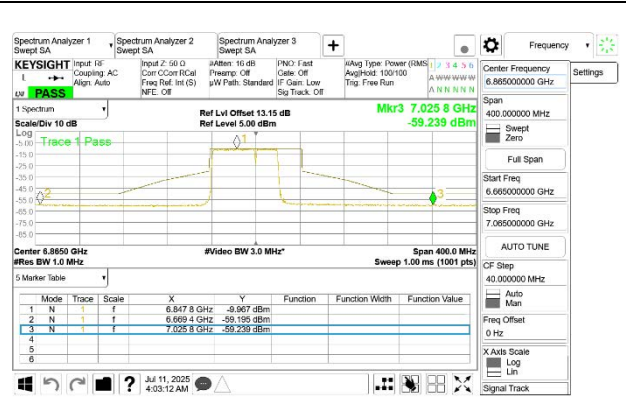 Spectrum Analyzer 1
Swept SA
Spectrum Analyzer 2
Swept SA
Spectrum Analyzer 3
Swept SA
Frequency
KEYSIGHT
Input: RF
Coupling: AC
Align: Auto
Input Z: 50 Ω
Corr CCorr RCal
Freq Ref: Int (S)
NFE: Off
#Atten: 16 dB
Preamp: Off
µW Path: Standard
PNO: Fast
Gate: Off
IF Gain: Low
Sig Track: Off
#Avg Type: Power (RMS)
Avg|Hold: 100/100
Trig: Free Run
1 2 3 4 5 6
A W W W W W
A N N N N N
L
PASS
1 Spectrum
Scale/Div 10 dB
Ref Lvl Offset 13.15 dB
Ref Level 5.00 dBm
Mkr3 7.025 8 GHz
-59.239 dBm
Log
Trace 1 Pass
-5.00
-15.0
-25.0
-35.0
-45.0
-55.0
-65.0
-75.0
-85.0
1
2
3
Center 6.8650 GHz
#Res BW 1.0 MHz
#Video BW 3.0 MHz*
Span 400.0 MHz
Sweep 1.00 ms (1001 pts)
5 Marker Table
Mode Trace Scale X Y Function Function Width Function Value
1 N 1 f 6.847 8 GHz -9.967 dBm
2 N 1 f 6.669 4 GHz -59.195 dBm
3 N 1 f 7.025 8 GHz -59.239 dBm
4
5
6
Jul 11, 2025
4:03:12 AM
Center Frequency
6.865000000 GHz
Settings
Span
400.000000 MHz
Swept
Zero
Full Span
Start Freq
6.665000000 GHz
Stop Freq
7.065000000 GHz
AUTO TUNE
CF Step
40.000000 MHz
Auto
Man
Freq Offset
0 Hz
X Axis Scale
Log
Lin
Signal Track